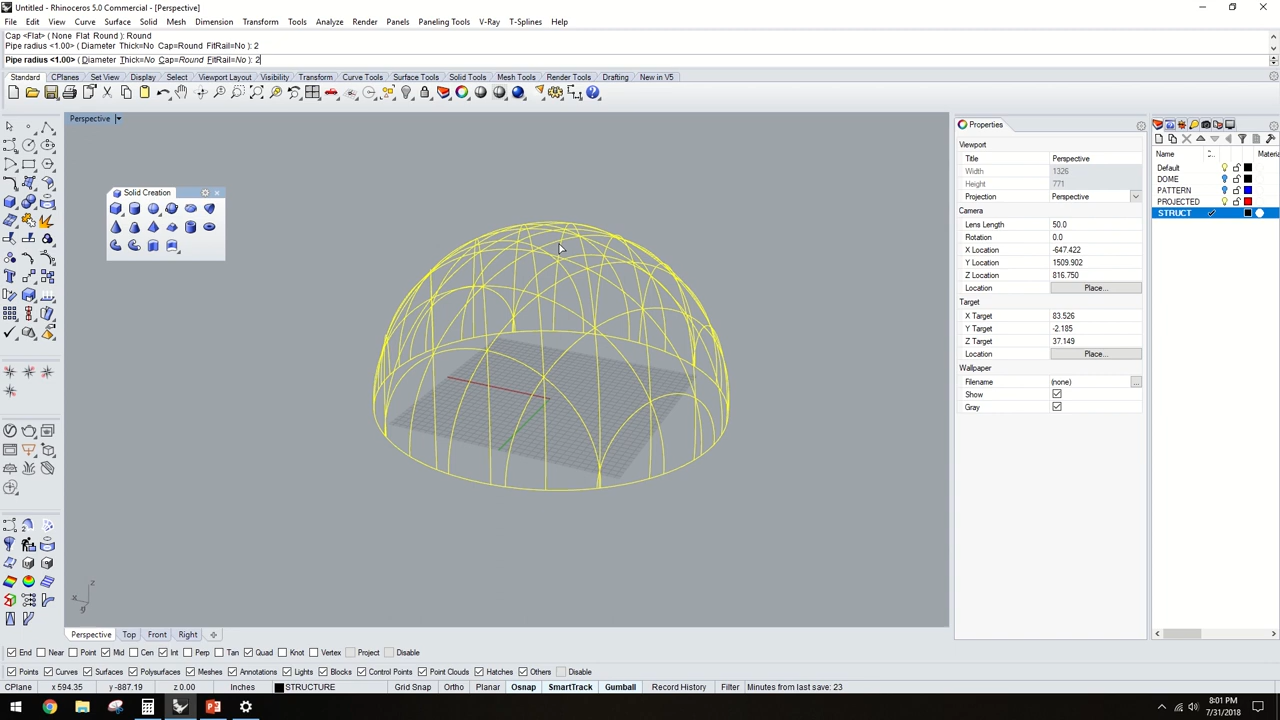 Untitled - Rhinoceros 5.0 Commercial - [Perspective]
File Edit View Curve Surface Solid Mesh Dimension Transform Tools Analyze Render Panels Paneling Tools V-Ray T-Splines Help
Cap <Flat> ( None Flat Round ): Round
Pipe radius <1.00> ( Diameter Thick=No Cap=Round FitRail=No ): 2
Pipe radius <1.00> ( Diameter Thick=No Cap=Round FitRail=No ): 2
Standard CPlanes Set View Display Select Viewport Layout Visibility Transform Curve Tools Surface Tools Solid Tools Mesh Tools Render Tools Drafting New in V5
Perspective
Solid Creation
z
x
y
Perspective Top Front Right
Properties
Viewport
Title Perspective
Width 1326
Height 771
Projection Perspective
Camera
Lens Length 50.0
Rotation 0.0
X Location -647.422
Y Location 1509.902
Z Location 816.750
Location Place...
Target
X Target 83.526
Y Target -2.185
Z Target 37.149
Location Place...
Wallpaper
Filename (none) ...
Show
Gray
Name Materia
Default
DOME
PATTERN
PROJECTED
STRUCT
End Near Point Mid Cen Int Perp Tan Quad Knot Vertex Project Disable
Points Curves Surfaces Polysurfaces Meshes Annotations Lights Blocks Control Points Point Clouds Hatches Others Disable
CPlane x 594.35 y -887.19 z 0.00 Inches STRUCTURE Grid Snap Ortho Planar Osnap SmartTrack Gumball Record History Filter Minutes from last save: 23
8:01 PM
7/31/2018